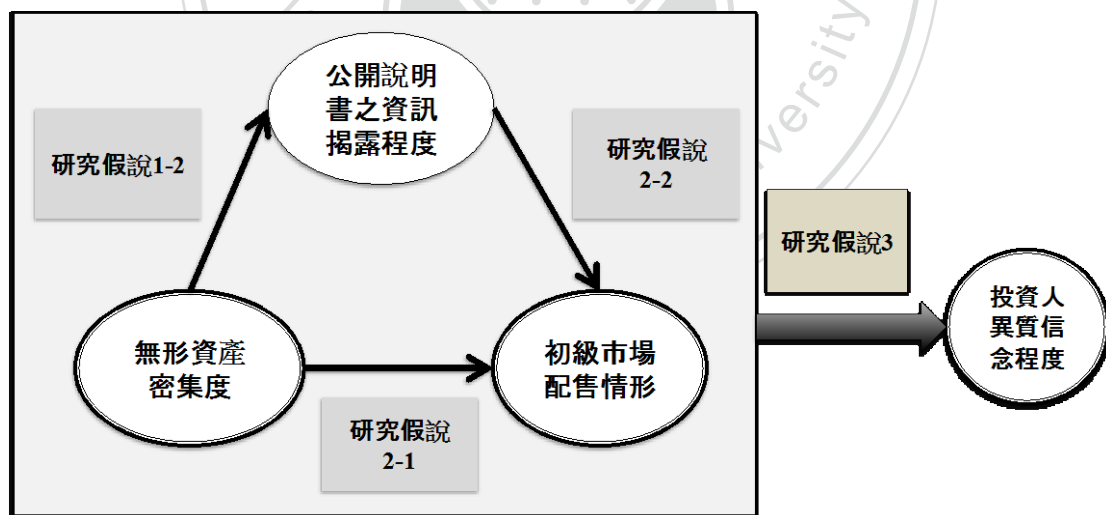 公開說明
書之資訊
揭露程度
研究假說1-2
研究假說
2-2
研究假說3
無形資產
密集度
初級市場
配售情形
研究假說
2-1
投資人
異質信
念程度
versity